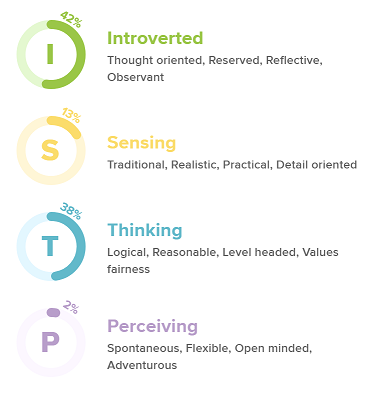 42%
I
Introverted
Thought oriented, Reserved, Reflective,
Observant
13%
S
Sensing
Traditional, Realistic, Practical, Detail oriented
38%
T
Thinking
Logical, Reasonable, Level headed, Values
fairness
2%
P
Perceiving
Spontaneous, Flexible, Open minded,
Adventurous